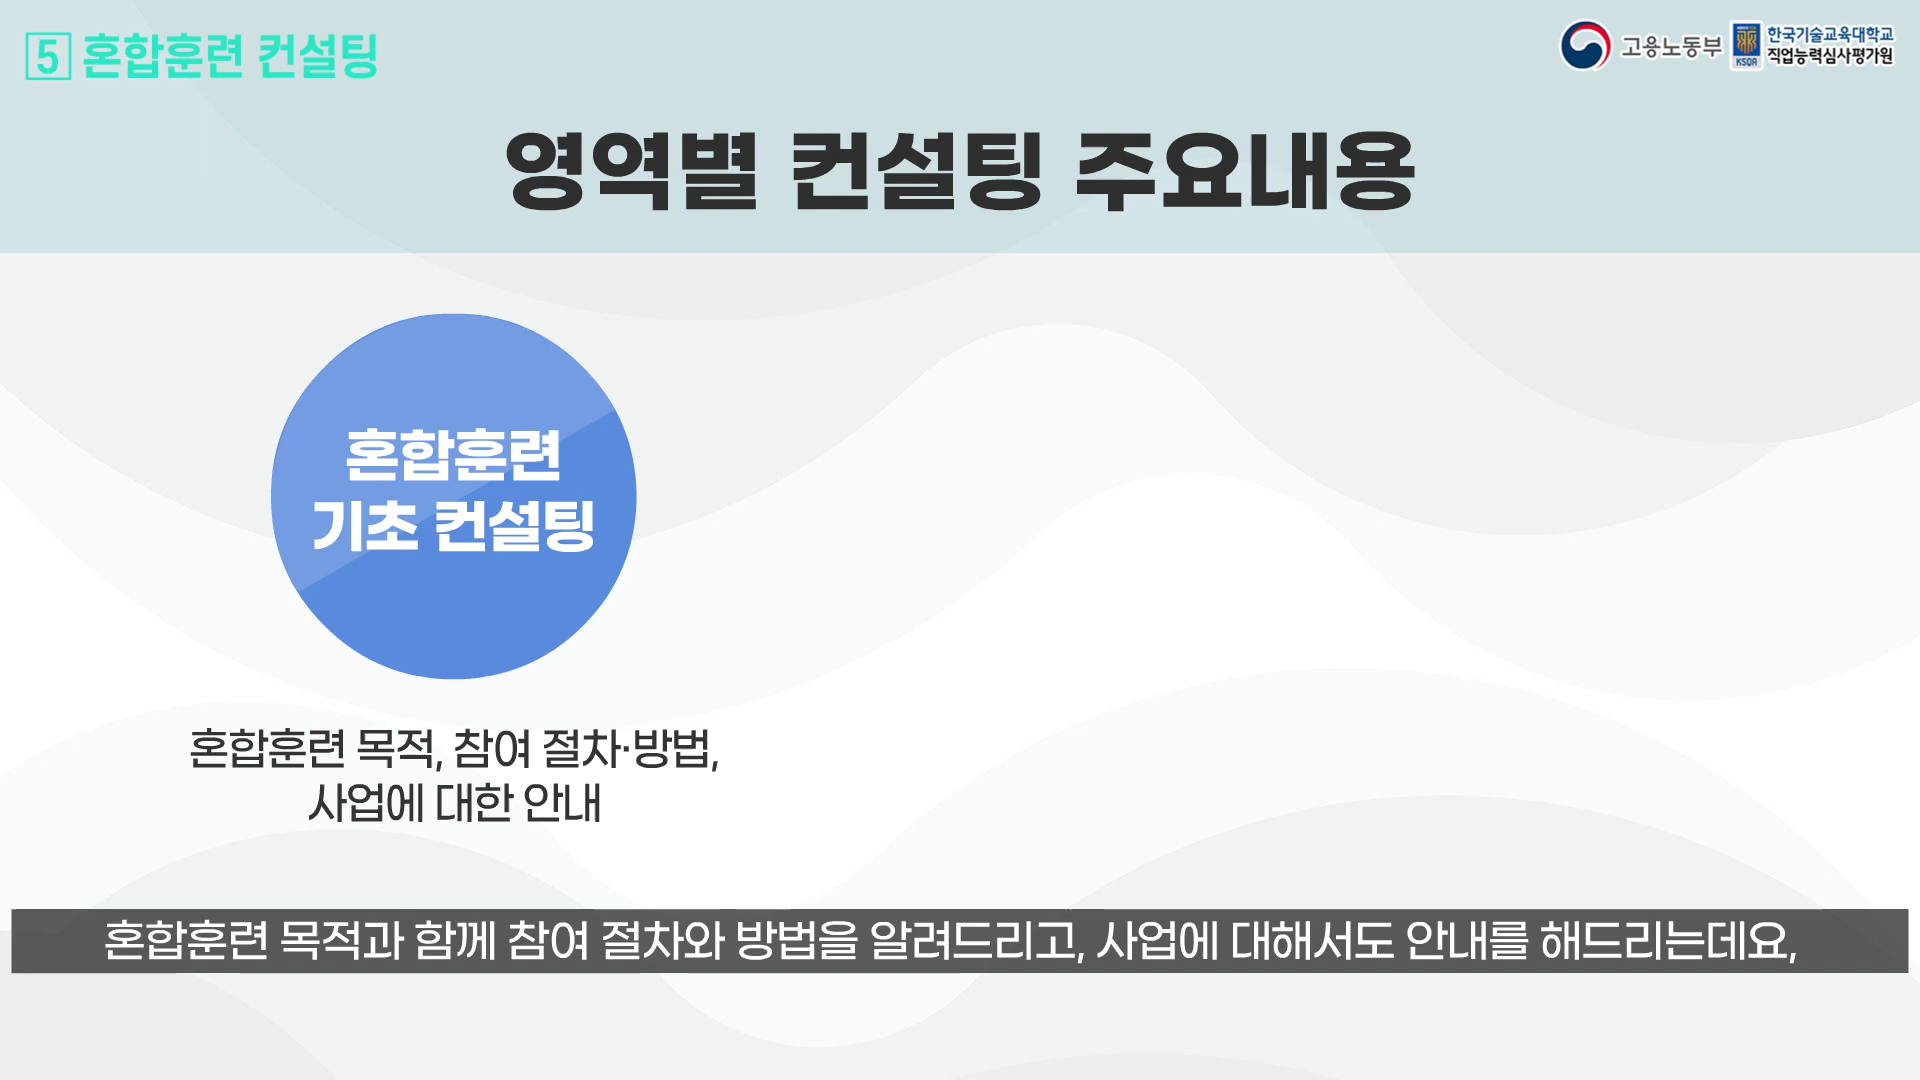 5 혼합훈련 컨설팅
고용노동부
KSQA
한국기술교육대학교
직업능력심사평가원
영역별 컨설팅 주요내용
혼합훈련
기초 컨설팅
혼합훈련 목적, 참여 절차·방법,
사업에 대한 안내
혼합훈련 목적과 함께 참여 절차와 방법을 알려드리고, 사업에 대해서도 안내를 해드리는데요,